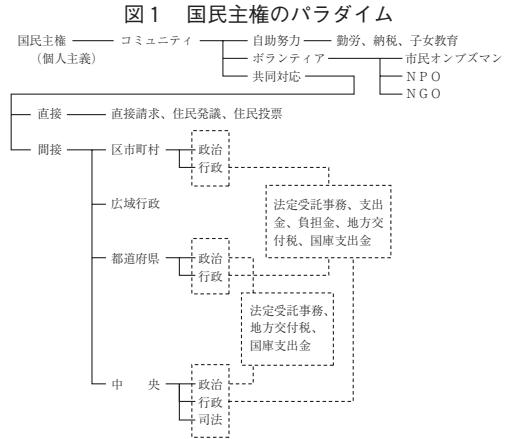 図1 国民主権のパラダイム
国民主権 コミュニティ 自助努力 勤労、納税、子女教育
(個人主義) ボランティア 市民オンブズマン
共同対応 NPO
NGO
直接 直接請求、住民発議、住民投票
間接 区市町村 政治
行政
広域行政
法定受託事務、支出
金、負担金、地方交
付税、国庫支出金
都道府県 政治
行政
法定受託事務、
地方交付税、
国庫支出金
中 央 政治
行政
司法